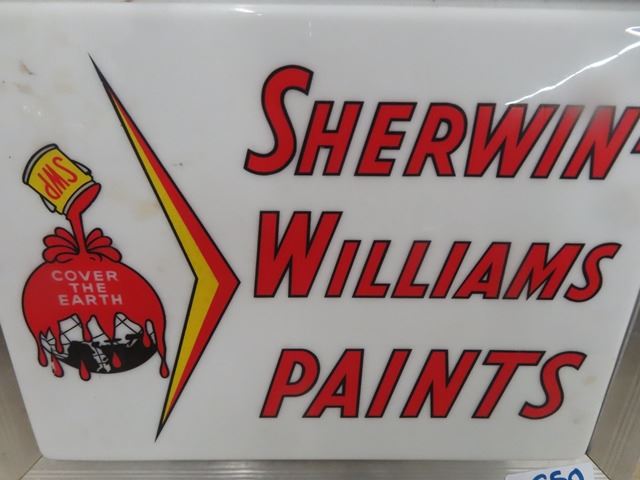 SHERWIN-
WILLIAMS
PAINTS
SWP
COVER
THE
EARTH